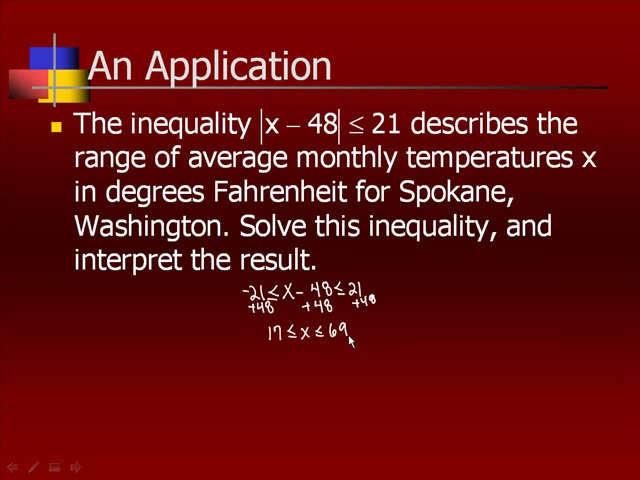 An Application
The inequality |x – 48| ≤ 21 describes the
range of average monthly temperatures x
in degrees Fahrenheit for Spokane,
Washington. Solve this inequality, and
interpret the result.
-21 ≤ X - 48 ≤ 21
+48 +48 +48
17 ≤ x ≤ 69